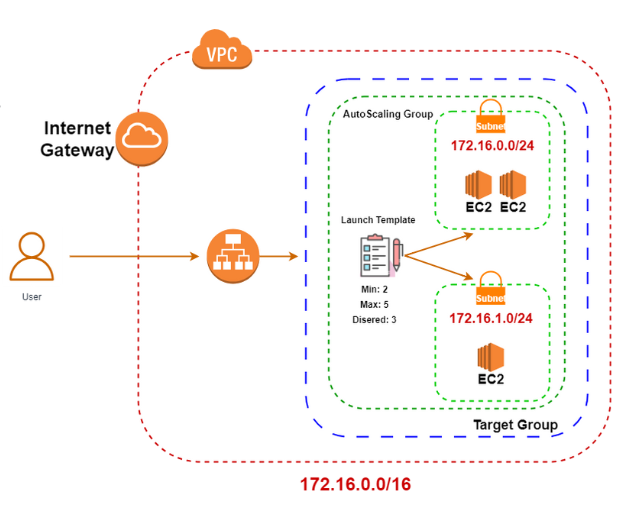 VPC
Internet
Gateway
User
AutoScaling Group
Subnet
172.16.0.0/24
EC2 EC2
Launch Template
Min: 2
Max: 5
Disered: 3
Subnet
172.16.1.0/24
EC2
Target Group
172.16.0.0/16